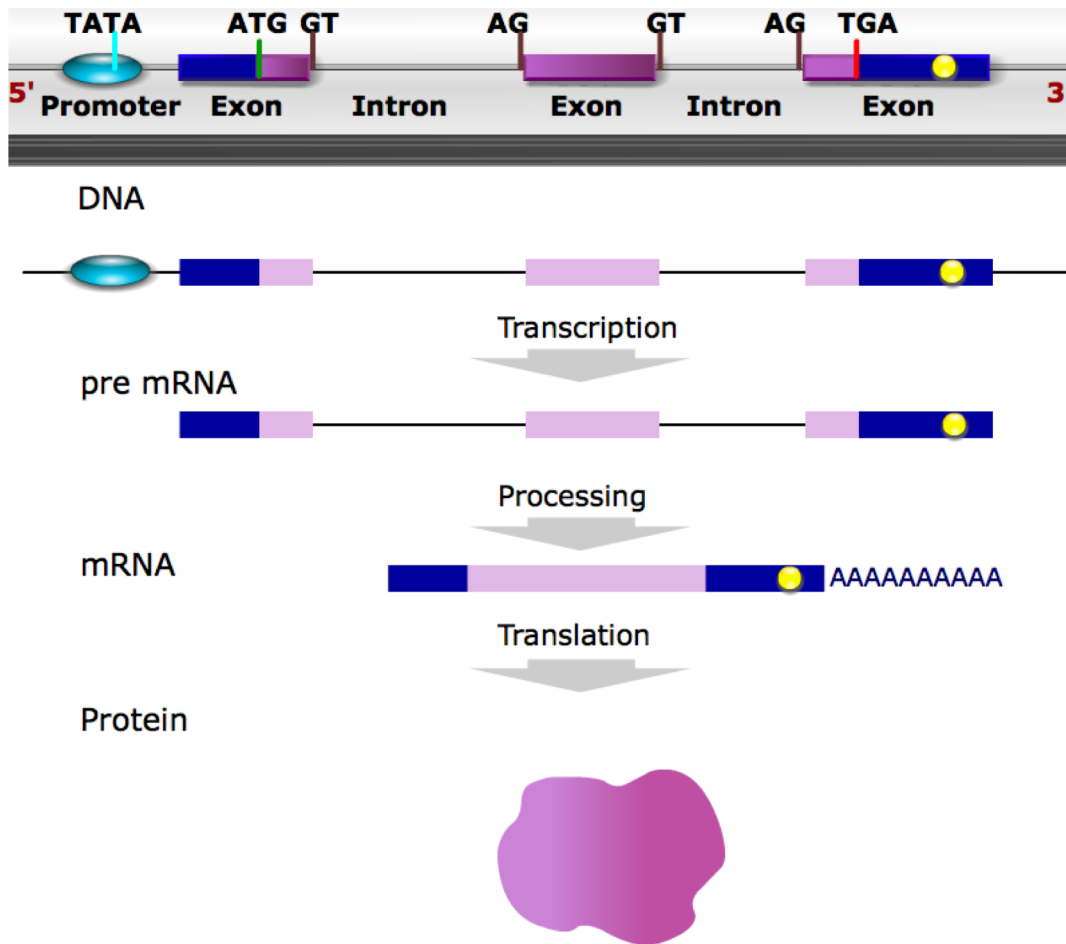 TATA ATG GT AG GT AG TGA
5' 3
Promoter Exon Intron Exon Intron Exon
DNA
Transcription
pre mRNA
Processing
mRNA
AAAAAAAAAA
Translation
Protein